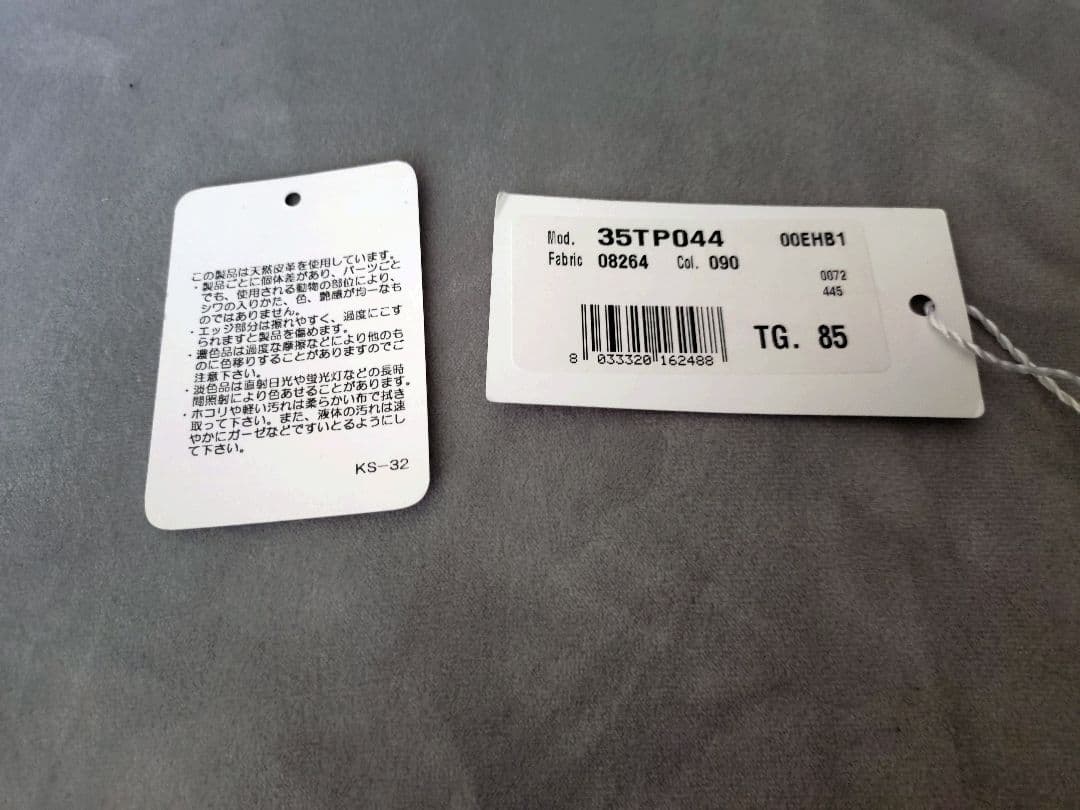 この製品は天然皮革を使用しています。
・製品ごとに個体差があり、パーツごと
でも、使用される動物の部位により、
シワの入りかた、色、艶感が均一なも
のではありません。
・エッジ部分は擦れやすく、過度にこす
られますと製品を傷めます。
・濃色品は過度な摩擦などにより他のも
のに色移りすることがありますのでご
注意下さい。
・淡色品は直射日光や蛍光灯などの長時
間照射により色あせることがあります。
・ホコリや軽い汚れは柔らかい布で拭き
取って下さい。また、液体の汚れは速
やかにガーゼなどですいとるようにし
て下さい。
KS-32
Mod. 35TP044 00EHB1
Fabric 08264 Col. 090
0072
445
TG. 85
8 033320 162488